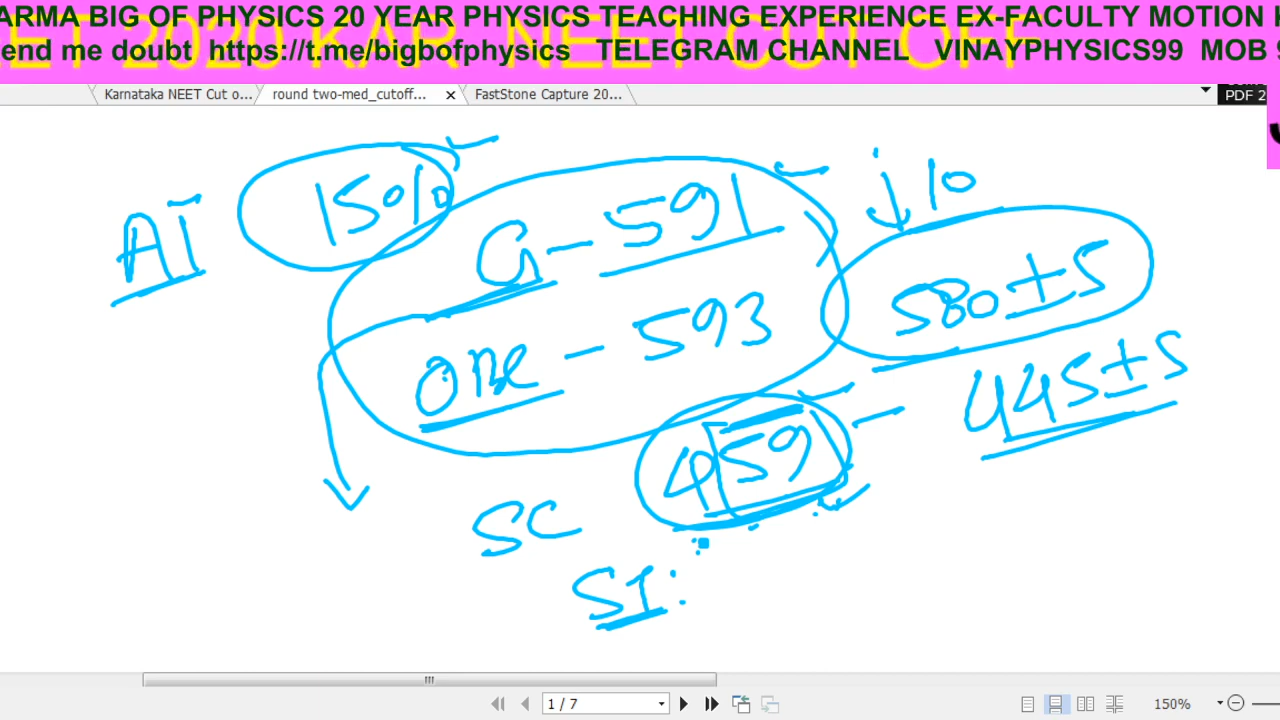 ARMA BIG OF PHYSICS 20 YEAR PHYSICS TEACHING EXPERIENCE EX-FACULTY MOTION
end me doubt https://t.me/bigbofphysics TELEGRAM CHANNEL VINAYPHYSICS99 MOB
Karnataka NEET Cut o... round two-med_cutoff... FastStone Capture 20... PDF 2
AI 15% G - 591 ↓ 10
580 ± 5
OBC - 593
445 ± 5
SC 459
ST:
1 / 7 150%